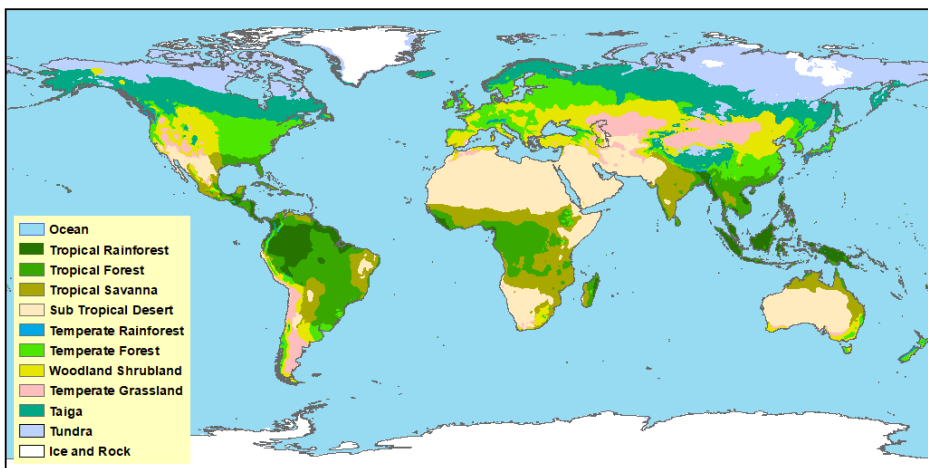 Ocean
Tropical Rainforest
Tropical Forest
Tropical Savanna
Sub Tropical Desert
Temperate Rainforest
Temperate Forest
Woodland Shrubland
Temperate Grassland
Taiga
Tundra
Ice and Rock